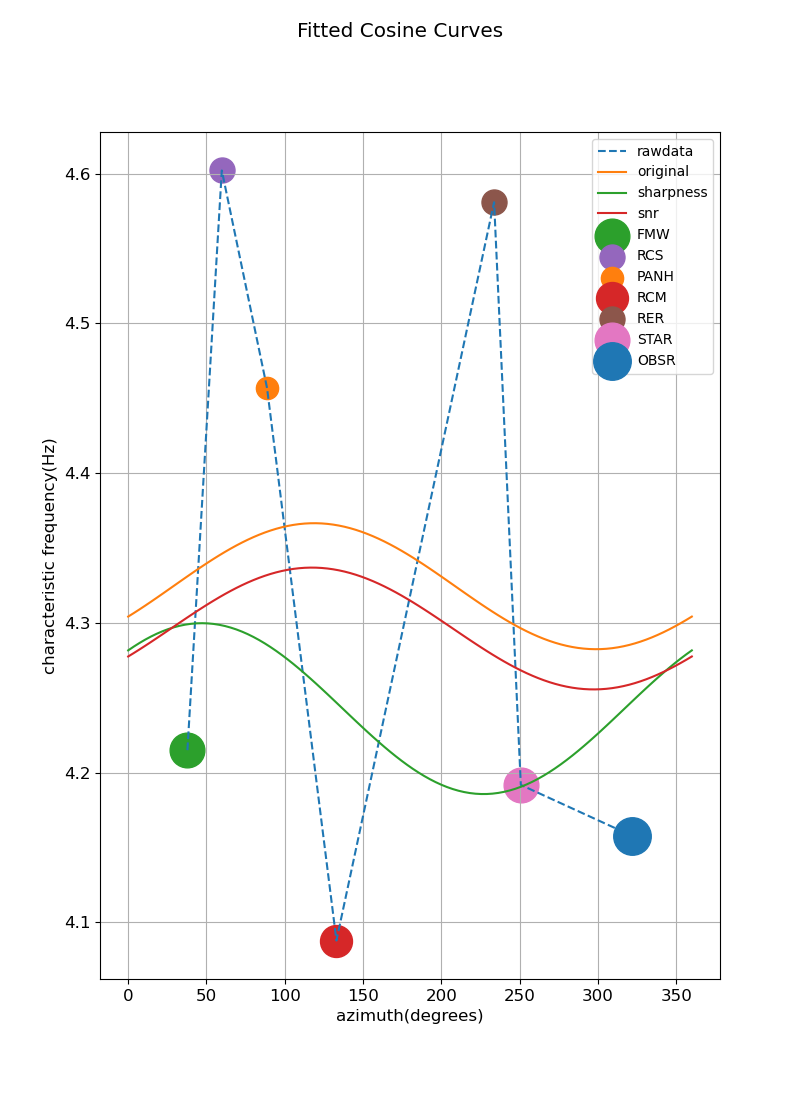 Fitted Cosine Curves
characteristic frequency(Hz)
4.6
4.5
4.4
4.3
4.2
4.1
rawdata
original
sharpness
snr
FMW
RCS
PANH
RCM
RER
STAR
OBSR
0 50 100 150 200 250 300 350
azimuth(degrees)